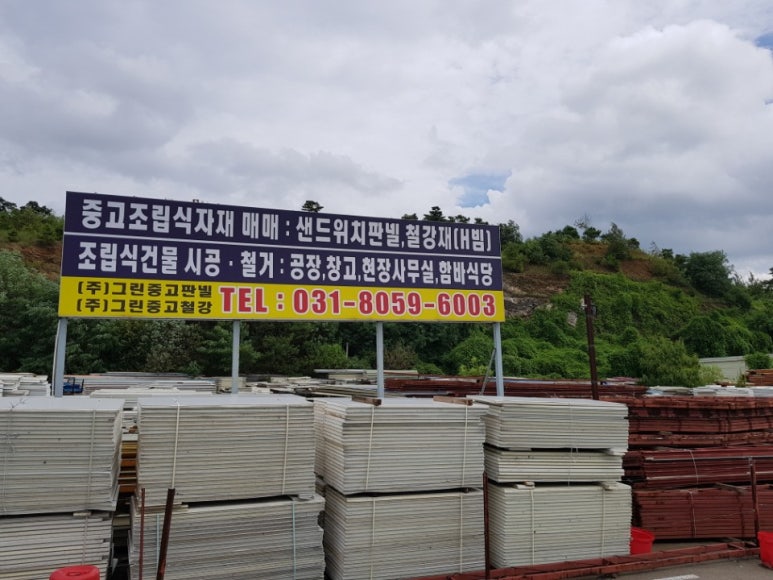 중고조립식자재 매매 : 샌드위치판넬,철강재(H빔)
조립식건물 시공·철거 : 공장,창고,현장사무실,함바식당
(주)그린중고판넬
(주)그린중고철강
TEL : 031-8059-6003